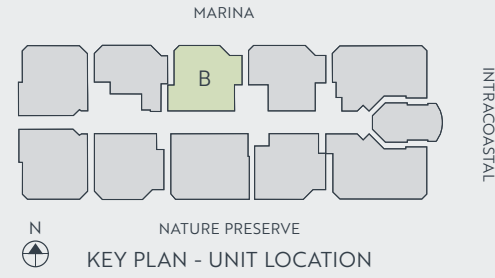 MARINA
B
INTRACOASTAL
N
NATURE PRESERVE
KEY PLAN - UNIT LOCATION